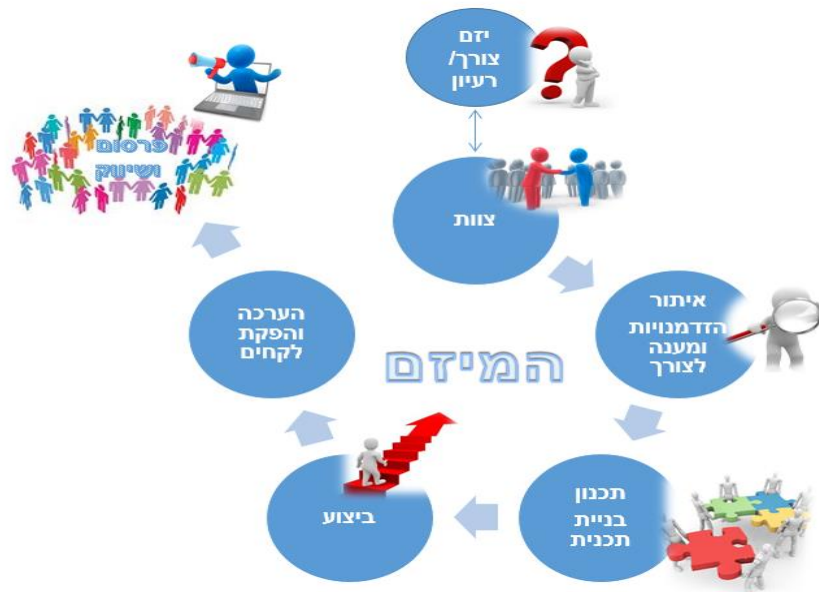 יזם
צורך/
רעיון
צוות
איתור
הזדמנויות
ומענה
לצורך
תכנון
בניית
תכנית
ביצוע
הערכה
והפקת
לקחים
פרסום
ושיווק
המיזם